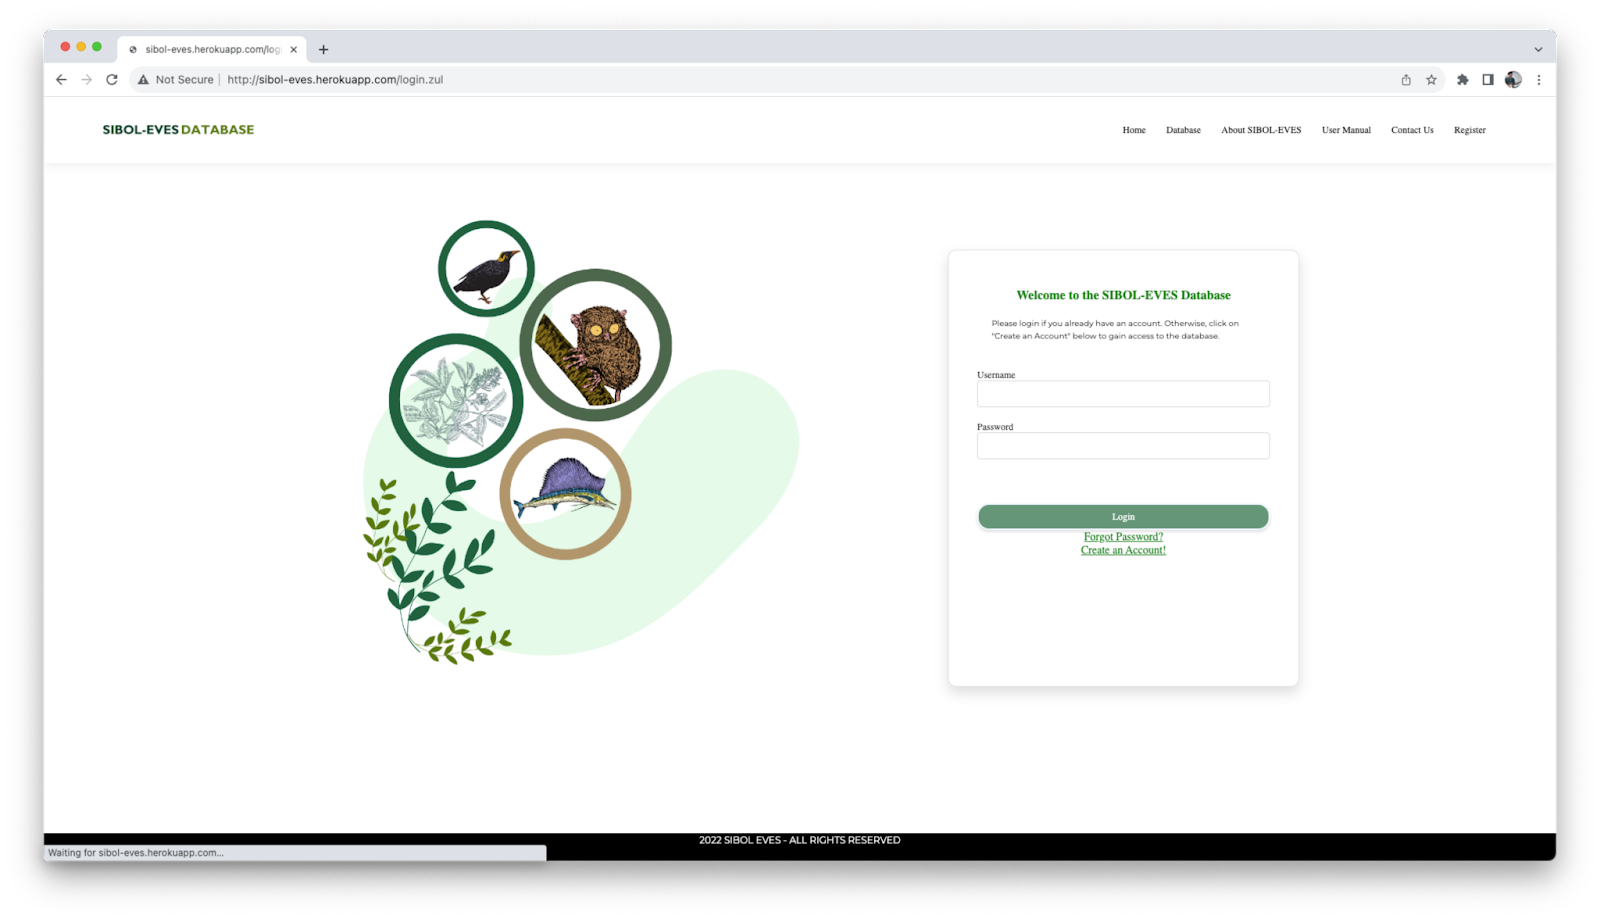 sibol-eves.herokuapp.com/log
Not Secure | http://sibol-eves.herokuapp.com/login.zul
SIBOL-EVES DATABASE
Home Database About SIBOL-EVES User Manual Contact Us Register
Welcome to the SIBOL-EVES Database
Please login if you already have an account. Otherwise, click on
"Create an Account" below to gain access to the database.
Username
Password
Login
Forgot Password?
Create an Account!
2022 SIBOL EVES - ALL RIGHTS RESERVED
Waiting for sibol-eves.herokuapp.com...